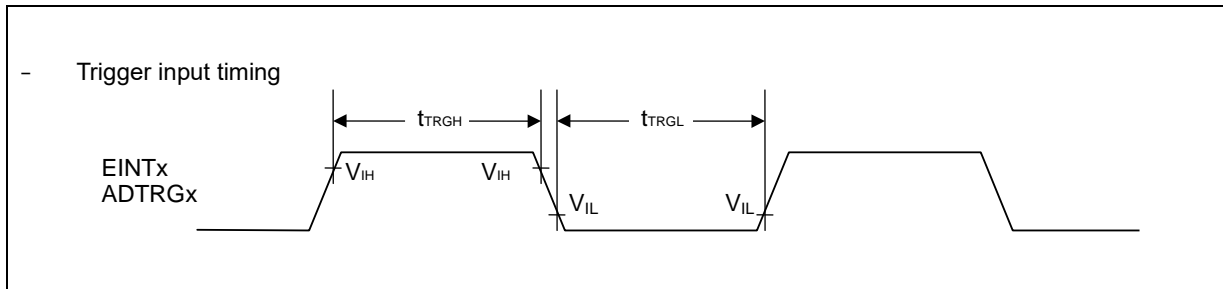 – Trigger input timing
tTRGH tTRGL
EINTx
ADTRGx
VIH VIH
VIL VIL